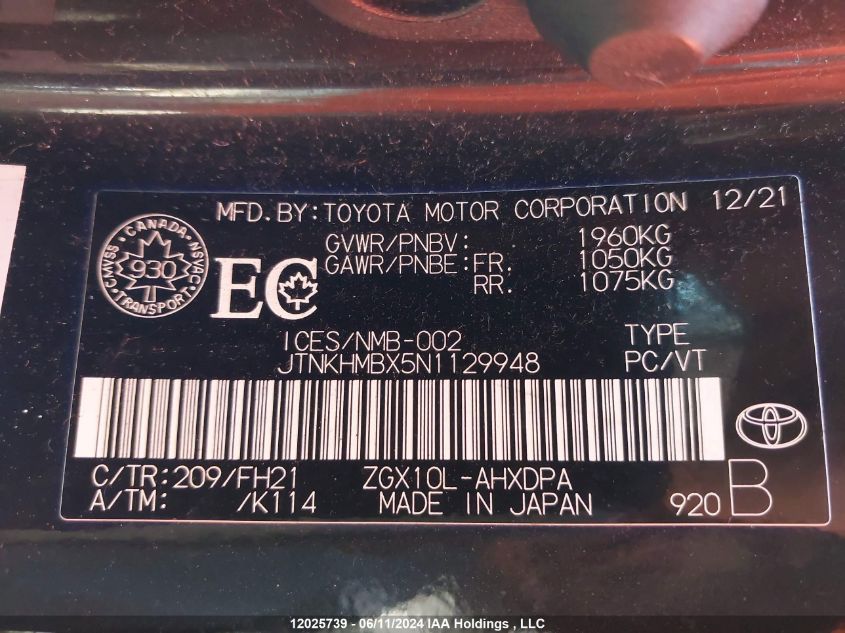 MFD.BY:TOYOTA MOTOR CORPORATION 12/21
GVWR/PNBV: 1960KG
GAWR/PNBE:FR. 1050KG
RR. 1075KG
CANADA
CMVSS 930 NSVAC
TRANSPORT
EC
ICES/NMB-002 TYPE
JTNKHMBX5N1129948 PC/VT
C/TR:209/FH21 ZGX10L-AHXDPA
A/TM: /K114 MADE IN JAPAN 920 B
12025739 - 06/11/2024 IAA Holdings , LLC